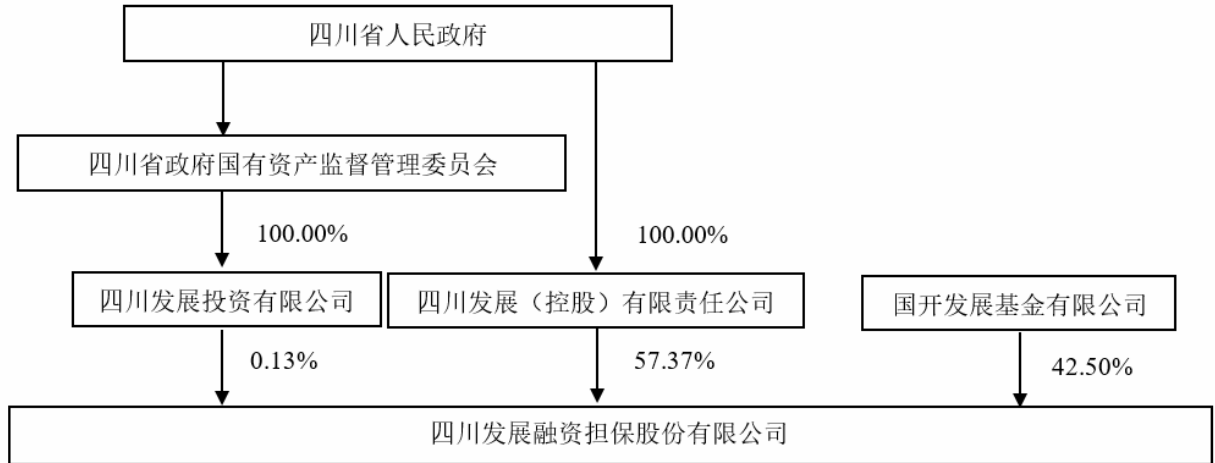 四川省人民政府
四川省政府国有资产监督管理委员会
100.00%
100.00%
四川发展投资有限公司
四川发展（控股）有限责任公司
国开发展基金有限公司
0.13%
57.37%
42.50%
四川发展融资担保股份有限公司